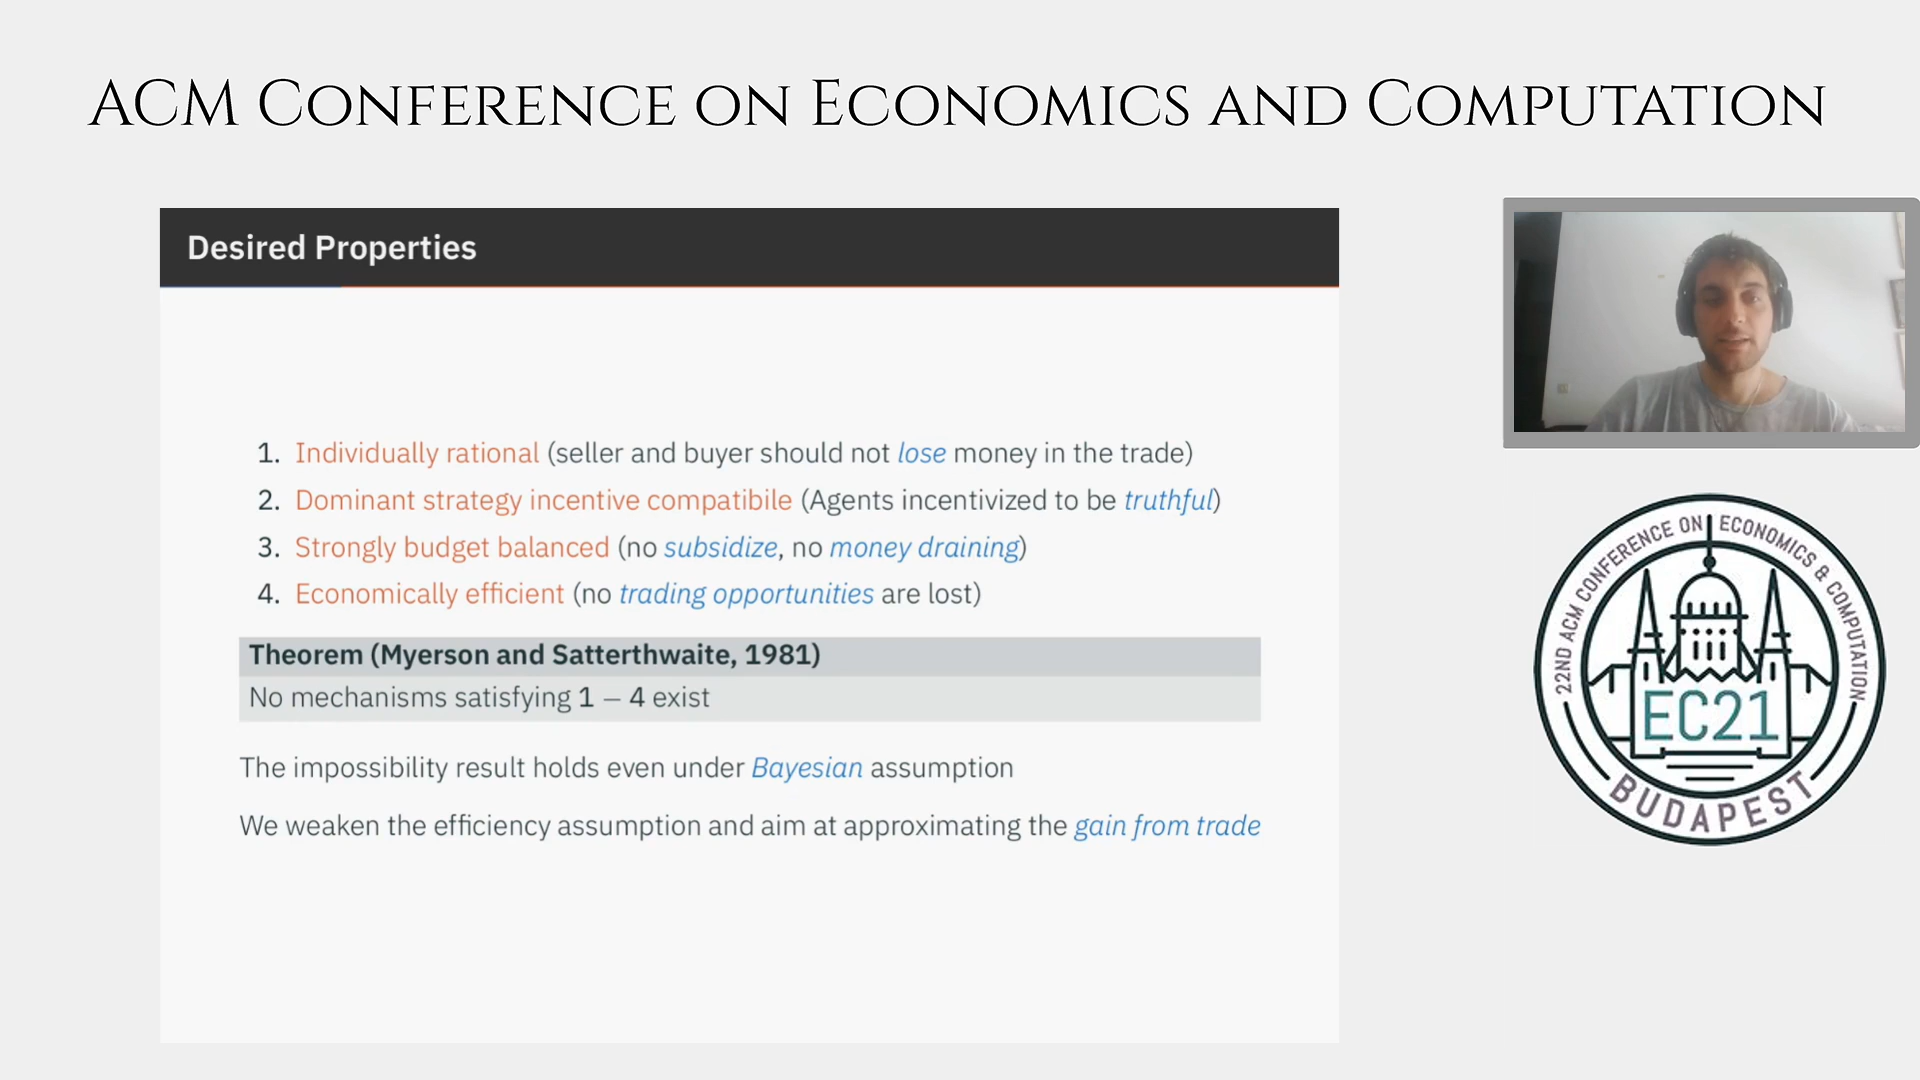 ACM Conference on Economics and Computation
Desired Properties
1. Individually rational (seller and buyer should not lose money in the trade)
2. Dominant strategy incentive compatibile (Agents incentivized to be truthful)
3. Strongly budget balanced (no subsidize, no money draining)
4. Economically efficient (no trading opportunities are lost)
Theorem (Myerson and Satterthwaite, 1981)
No mechanisms satisfying 1 – 4 exist
The impossibility result holds even under Bayesian assumption
We weaken the efficiency assumption and aim at approximating the gain from trade
22ND ACM CONFERENCE ON ECONOMICS & COMPUTATION
EC21
BUDAPEST